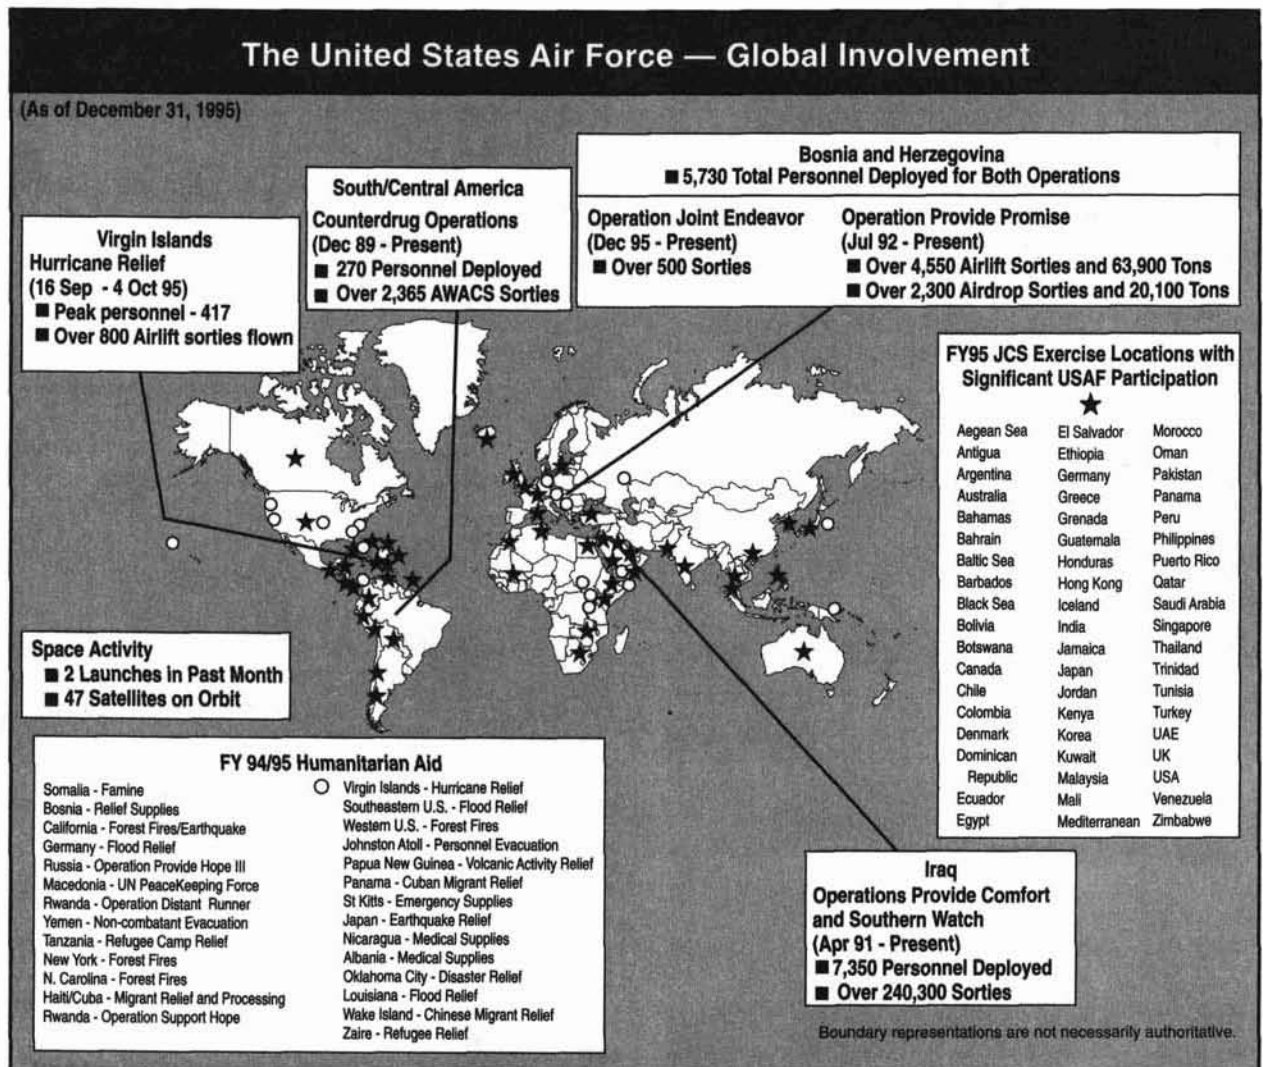 The United States Air Force — Global Involvement
(As of December 31, 1995)
Bosnia and Herzegovina
■ 5,730 Total Personnel Deployed for Both Operations
Operation Joint Endeavor
(Dec 95 - Present)
■ Over 500 Sorties
Operation Provide Promise
(Jul 92 - Present)
■ Over 4,550 Airlift Sorties and 63,900 Tons
■ Over 2,300 Airdrop Sorties and 20,100 Tons
South/Central America
Counterdrug Operations
(Dec 89 - Present)
■ 270 Personnel Deployed
■ Over 2,365 AWACS Sorties
Virgin Islands
Hurricane Relief
(16 Sep - 4 Oct 95)
■ Peak personnel - 417
■ Over 800 Airlift sorties flown
FY95 JCS Exercise Locations with
Significant USAF Participation
★
Aegean Sea
Antigua
Argentina
Australia
Bahamas
Bahrain
Baltic Sea
Barbados
Black Sea
Bolivia
Botswana
Canada
Chile
Colombia
Denmark
Dominican
Republic
Ecuador
Egypt
El Salvador
Ethiopia
Germany
Greece
Grenada
Guatemala
Honduras
Hong Kong
Iceland
India
Jamaica
Japan
Jordan
Kenya
Korea
Kuwait
Malaysia
Mali
Mediterranean
Morocco
Oman
Pakistan
Panama
Peru
Philippines
Puerto Rico
Qatar
Saudi Arabia
Singapore
Thailand
Trinidad
Tunisia
Turkey
UAE
UK
USA
Venezuela
Zimbabwe
Space Activity
■ 2 Launches in Past Month
■ 47 Satellites on Orbit
FY 94/95 Humanitarian Aid
Somalia - Famine
Bosnia - Relief Supplies
California - Forest Fires/Earthquake
Germany - Flood Relief
Russia - Operation Provide Hope III
Macedonia - UN PeaceKeeping Force
Rwanda - Operation Distant Runner
Yemen - Non-combatant Evacuation
Tanzania - Refugee Camp Relief
New York - Forest Fires
N. Carolina - Forest Fires
Haiti/Cuba - Migrant Relief and Processing
Rwanda - Operation Support Hope
Virgin Islands - Hurricane Relief
Southeastern U.S. - Flood Relief
Western U.S. - Forest Fires
Johnston Atoll - Personnel Evacuation
Papua New Guinea - Volcanic Activity Relief
Panama - Cuban Migrant Relief
St Kitts - Emergency Supplies
Japan - Earthquake Relief
Nicaragua - Medical Supplies
Albania - Medical Supplies
Oklahoma City - Disaster Relief
Louisiana - Flood Relief
Wake Island - Chinese Migrant Relief
Zaire - Refugee Relief
Iraq
Operations Provide Comfort
and Southern Watch
(Apr 91 - Present)
■ 7,350 Personnel Deployed
■ Over 240,300 Sorties
Boundary representations are not necessarily authoritative.